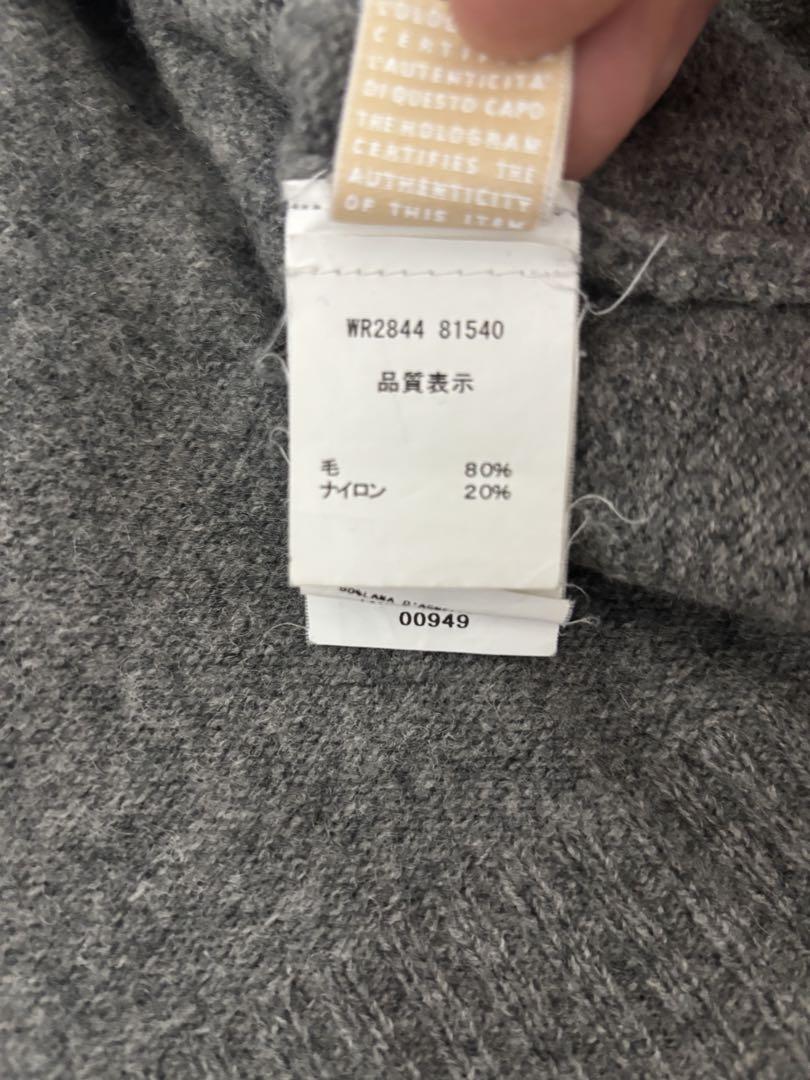 L'AUTENTICITA'
DI QUESTO CAPO
THE HOLOGRAM
CERTIFIES THE
AUTHENTICITY
OF THIS ITEM
WR2844 81540
品質表示
毛 80%
ナイロン 20%
00949